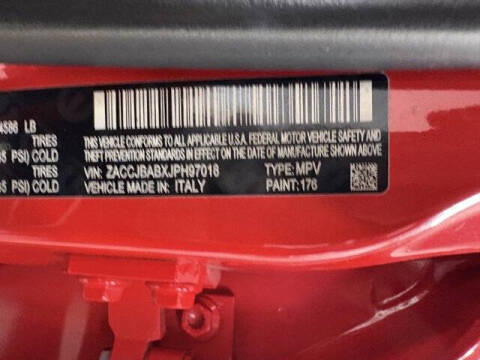 4586 LB
TIRES
PSI) COLD
TIRES
PSI) COLD
THIS VEHICLE CONFORMS TO ALL APPLICABLE U.S.A. FEDERAL MOTOR VEHICLE SAFETY
AND THEFT PREVENTION STANDARDS IN EFFECT ON THE DATE OF MANUFACTURE
VIN: ZACCJBABXJPH97018 TYPE: MPV
VEHICLE MADE IN: ITALY PAINT: 176